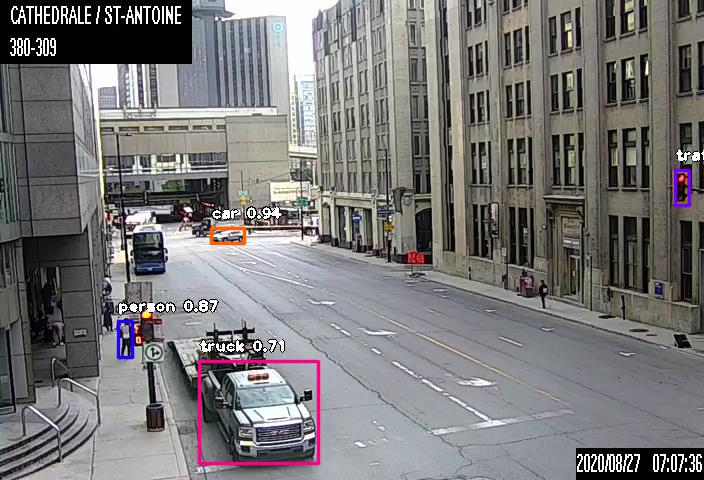 CATHEDRALE / ST-ANTOINE
380-309
car 0.94
person 0.87
truck 0.71
traf
2020/08/27 07:07:36